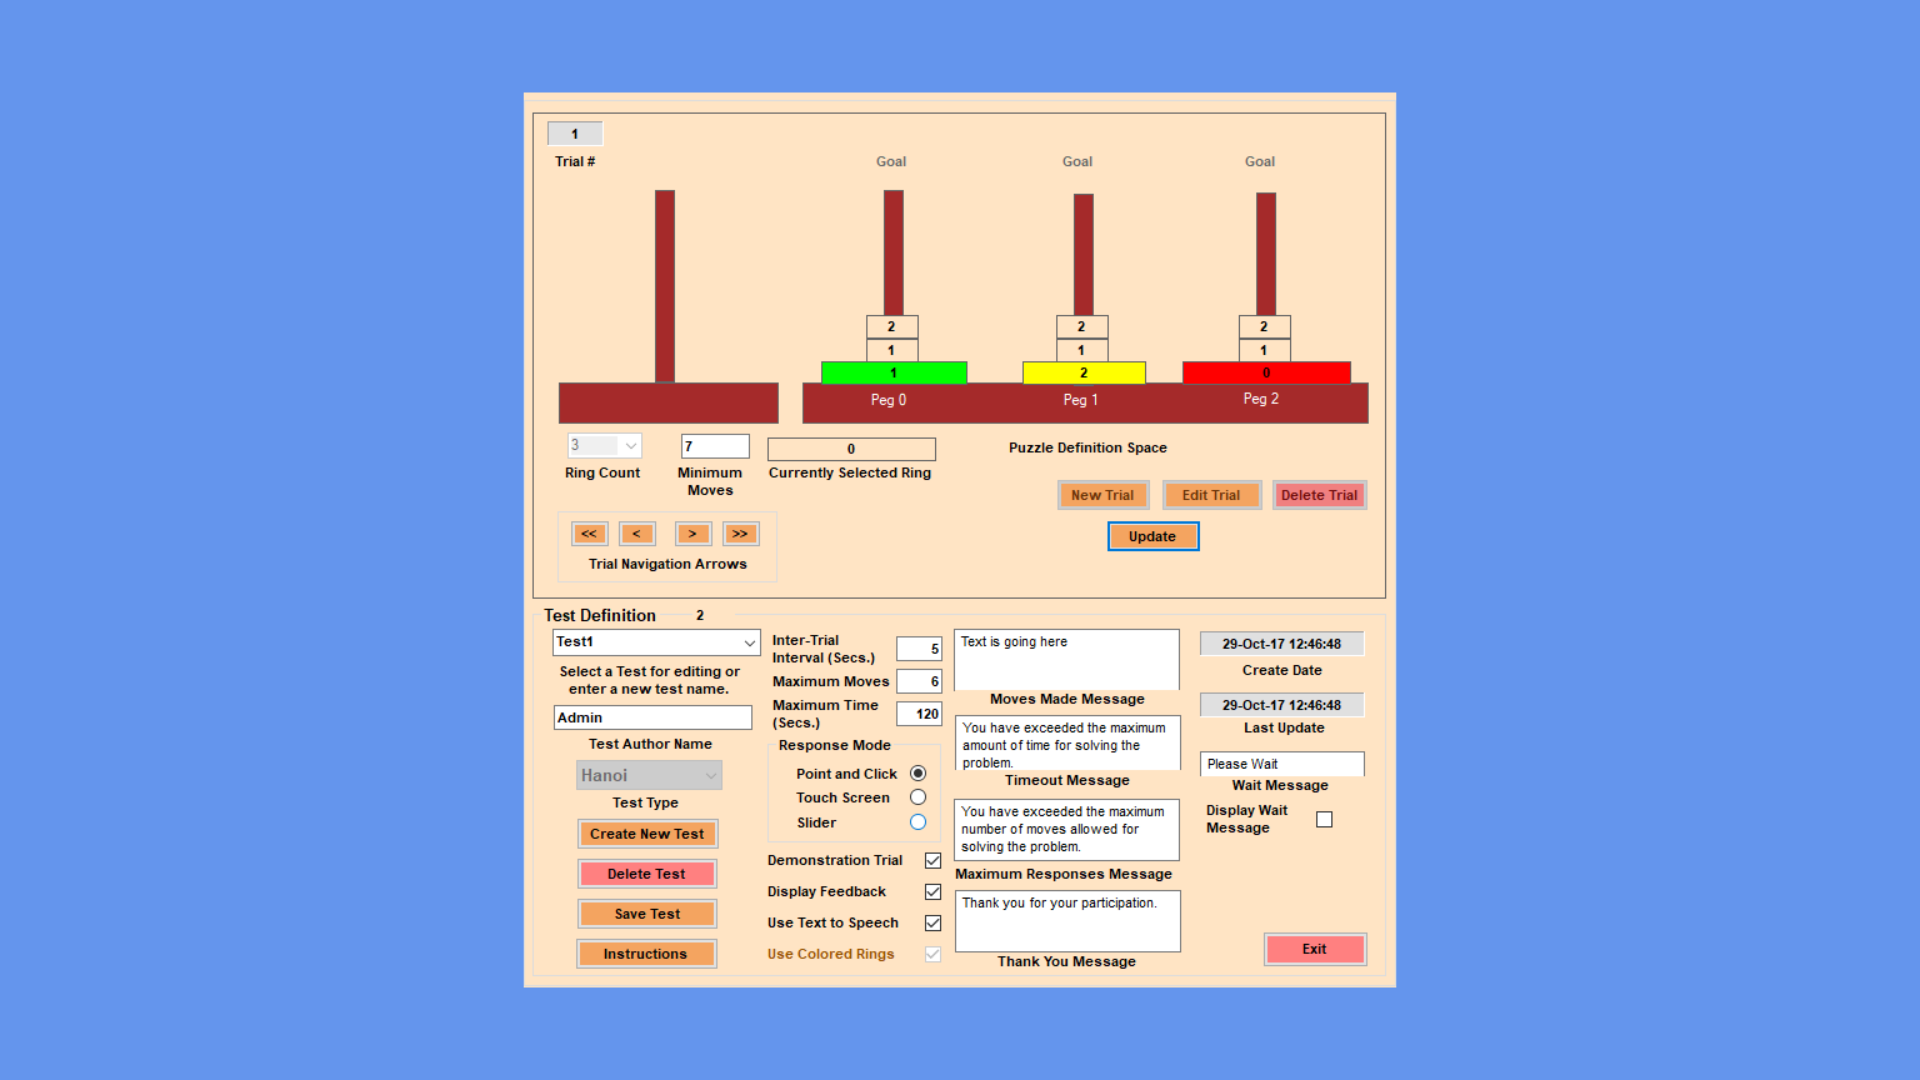 1
Trial #
Goal Goal Goal
2 2 2
1 1 1
1 2 0
Peg 0 Peg 1 Peg 2
3 7 0 Puzzle Definition Space
Ring Count Minimum Currently Selected Ring
Moves
New Trial Edit Trial Delete Trial
<< < > >> Update
Trial Navigation Arrows
Test Definition 2
Test1
Select a Test for editing or
enter a new test name.
Admin
Test Author Name
Hanoi
Test Type
Create New Test
Delete Test
Save Test
Instructions
Inter-Trial
Interval (Secs.) 5
Maximum Moves 6
Maximum Time
(Secs.) 120
Response Mode
Point and Click
Touch Screen
Slider
Demonstration Trial
Display Feedback
Use Text to Speech
Use Colored Rings
Text is going here
Moves Made Message
You have exceeded the maximum
amount of time for solving the
problem.
Timeout Message
You have exceeded the maximum
number of moves allowed for
solving the problem.
Maximum Responses Message
Thank you for your participation.
Thank You Message
29-Oct-17 12:46:48
Create Date
29-Oct-17 12:46:48
Last Update
Please Wait
Wait Message
Display Wait
Message
Exit